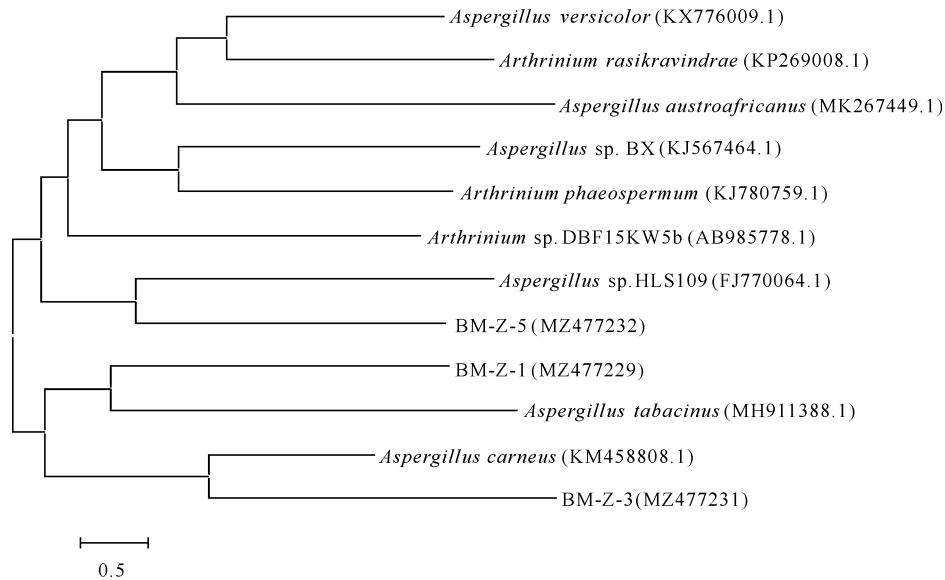 Aspergillus versicolor (KX776009.1)
Arthrinium rasikravindrae (KP269008.1)
Aspergillus austroafricanus (MK267449.1)
Aspergillus sp. BX (KJ567464.1)
Arthrinium phaeospermum (KJ780759.1)
Arthrinium sp. DBF15KW5b (AB985778.1)
Aspergillus sp.HLS109 (FJ770064.1)
BM-Z-5 (MZ477232)
BM-Z-1 (MZ477229)
Aspergillus tabacinus (MH911388.1)
Aspergillus carneus (KM458808.1)
BM-Z-3(MZ477231)
0.5